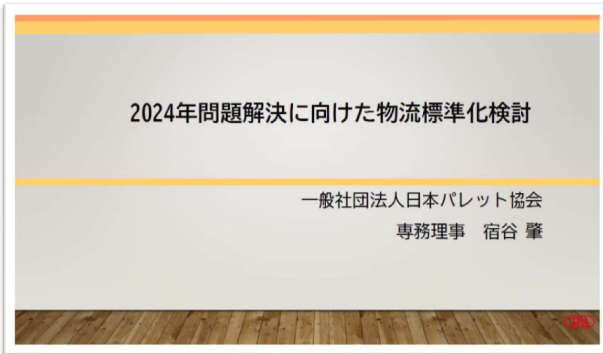 2024年問題解決に向けた物流標準化検討
一般社団法人日本パレット協会
専務理事　宿谷 肇